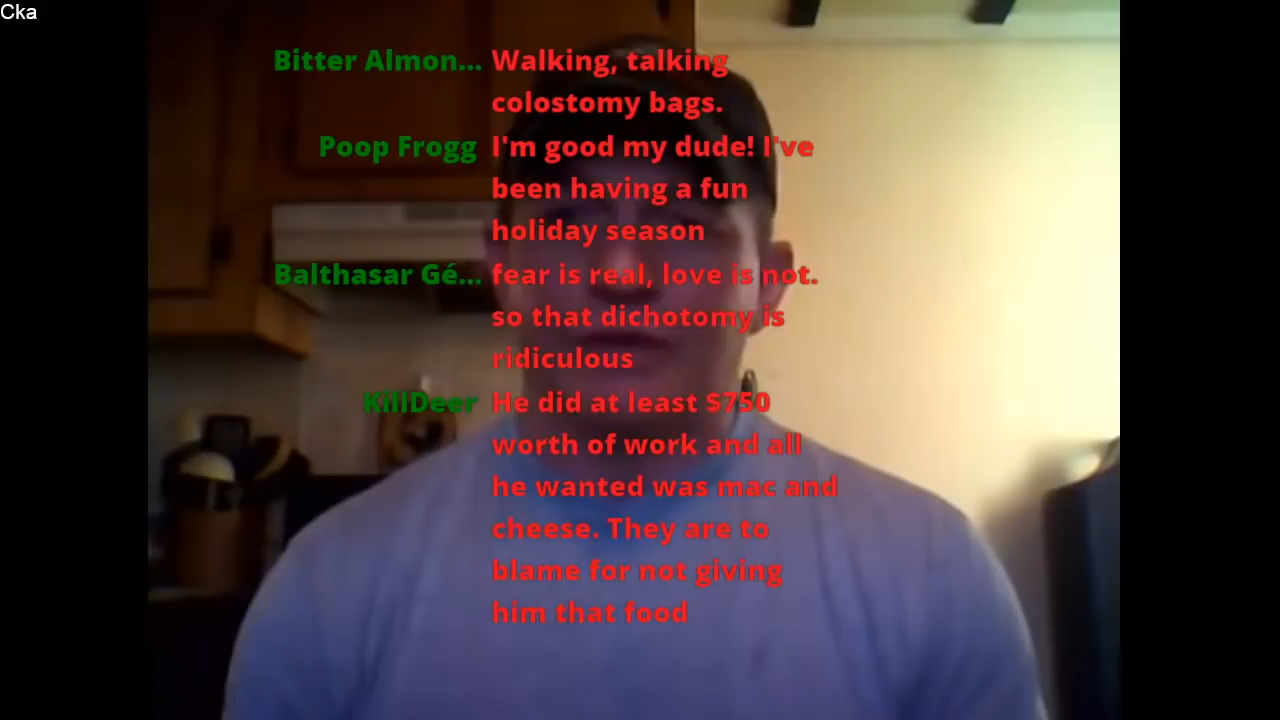 Cka
Bitter Almon... Walking, talking
colostomy bags.
Poop Frogg I'm good my dude! I've
been having a fun
holiday season
Balthasar Gé... fear is real, love is not.
so that dichotomy is
ridiculous
KillDeer He did at least $750
worth of work and all
he wanted was mac and
cheese. They are to
blame for not giving
him that food